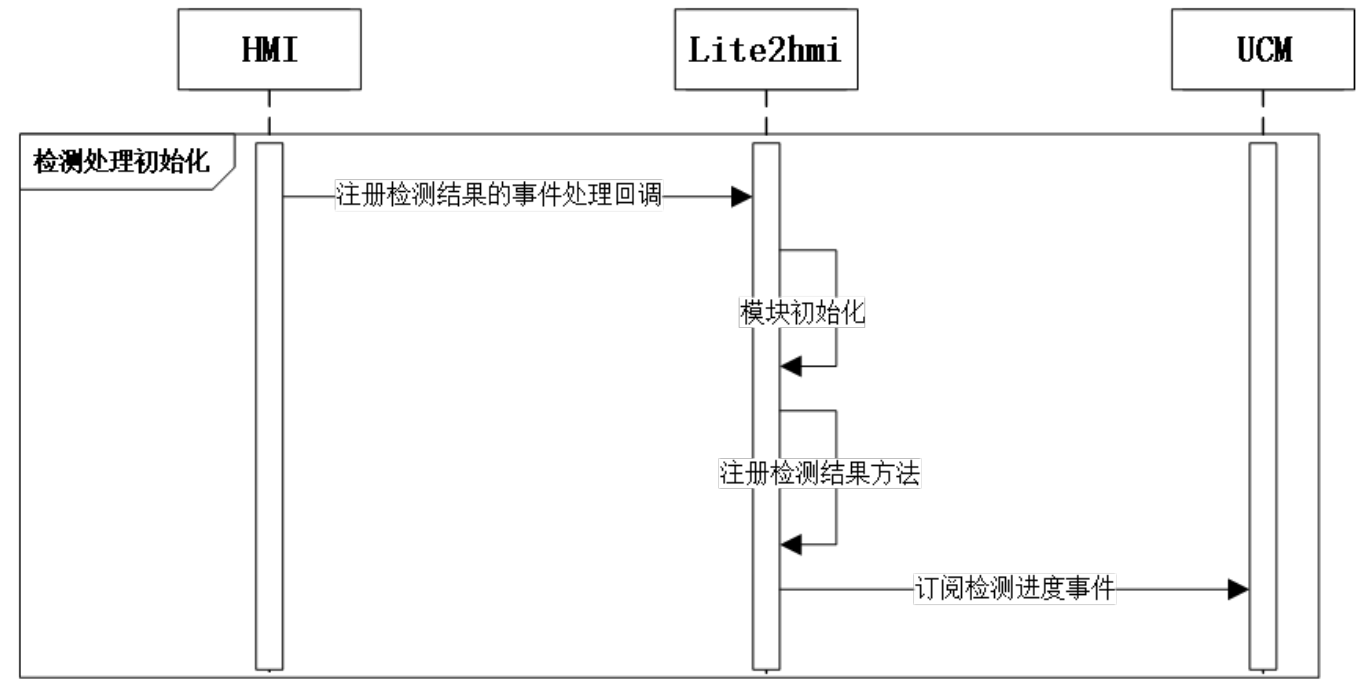 HMI
Lite2hmi
UCM
检测处理初始化
注册检测结果的事件处理回调
模块初始化
注册检测结果方法
订阅检测进度事件